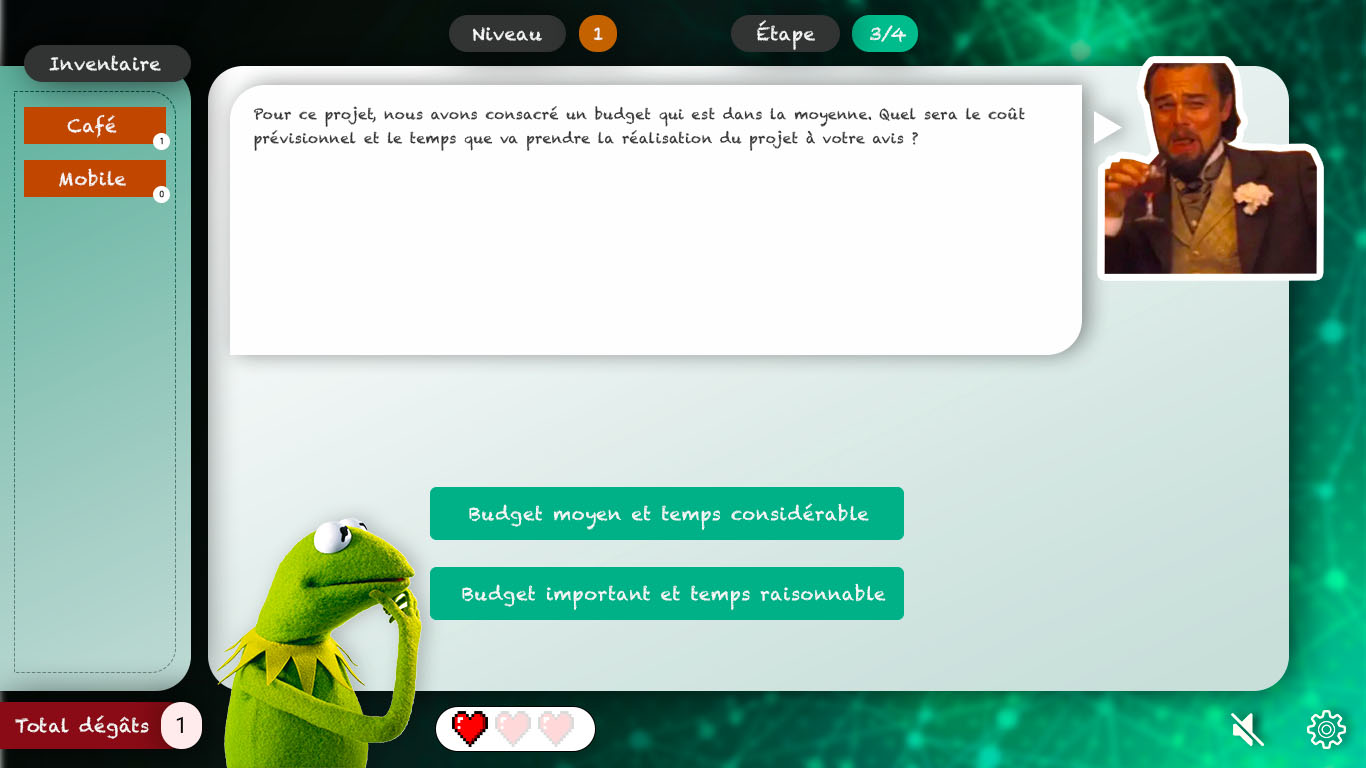 Niveau 1 Étape 3/4
Inventaire
Café 1
Mobile 0
Pour ce projet, nous avons consacré un budget qui est dans la moyenne. Quel sera le coût
prévisionnel et le temps que va prendre la réalisation du projet à votre avis ?
Budget moyen et temps considérable
Budget important et temps raisonnable
Total dégâts 1